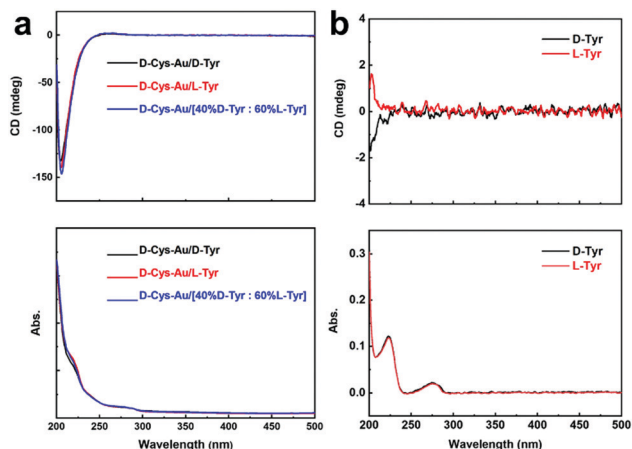 a
0
-50
-100
-150
CD (mdeg)
D-Cys-Au/D-Tyr
D-Cys-Au/L-Tyr
D-Cys-Au/[40%D-Tyr : 60%L-Tyr]
Abs.
D-Cys-Au/D-Tyr
D-Cys-Au/L-Tyr
D-Cys-Au/[40%D-Tyr : 60%L-Tyr]
200 250 300 350 400 450 500
Wavelength (nm)
b
4
2
0
-2
-4
CD (mdeg)
D-Tyr
L-Tyr
0.3
0.2
0.1
0.0
Abs.
D-Tyr
L-Tyr
200 250 300 350 400 450 500
Wavelength (nm)